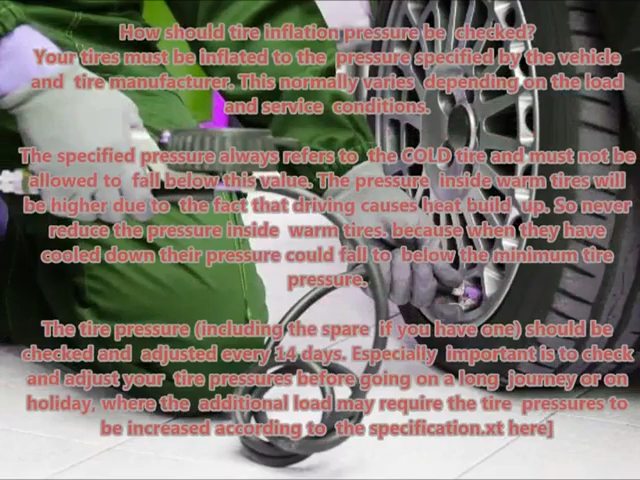 How should tire inflation pressure be checked?
Your tires must be inflated to the pressure specified by the vehicle
and tire manufacturer. This normally varies depending on the load
and service conditions.
The specified pressure always refers to the COLD tire and must not be
allowed to fall below this value. The pressure inside warm tires will
be higher due to the fact that driving causes heat build up. So never
reduce the pressure inside warm tires. because when they have
cooled down their pressure could fall to below the minimum tire
pressure.
The tire pressure (including the spare if you have one) should be
checked and adjusted every 14 days. Especially important is to check
and adjust your tire pressures before going on a long journey or on
holiday, where the additional load may require the tire pressures to
be increased according to the specification.xt here]